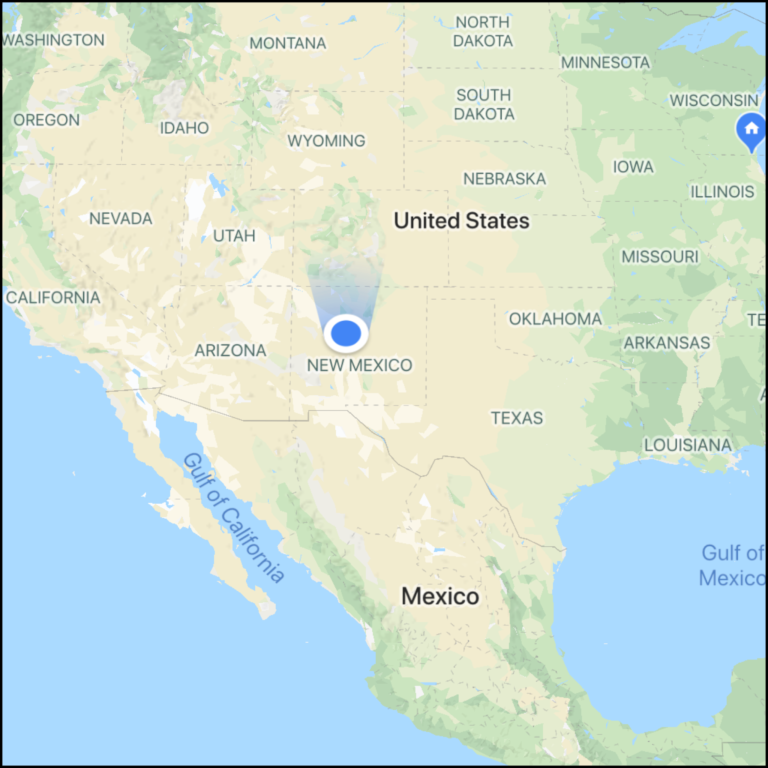 WASHINGTON
MONTANA
NORTH
DAKOTA
MINNESOTA
OREGON
IDAHO
SOUTH
DAKOTA
WISCONSIN
WYOMING
IOWA
NEBRASKA
ILLINOIS
NEVADA
UTAH
United States
MISSOURI
CALIFORNIA
OKLAHOMA
TE
ARIZONA
NEW MEXICO
ARKANSAS
A
TEXAS
LOUISIANA
Gulf of California
Gulf of
Mexico
Mexico